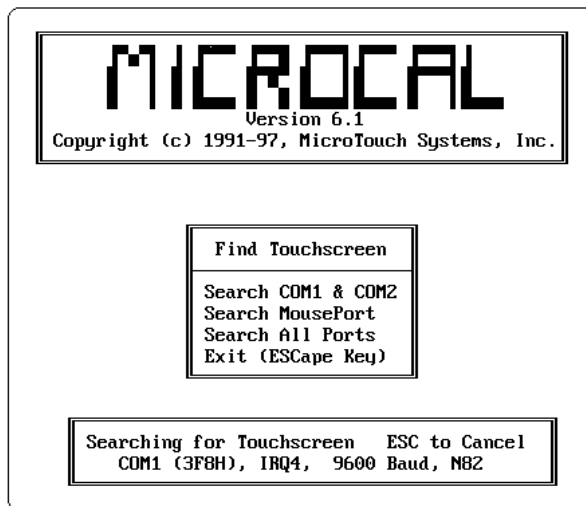 MICROCAL
Version 6.1
Copyright (c) 1991-97, MicroTouch Systems, Inc.
Find Touchscreen
Search COM1 & COM2
Search MousePort
Search All Ports
Exit (ESCape Key)
Searching for Touchscreen ESC to Cancel
COM1 (3F8H), IRQ4, 9600 Baud, N82